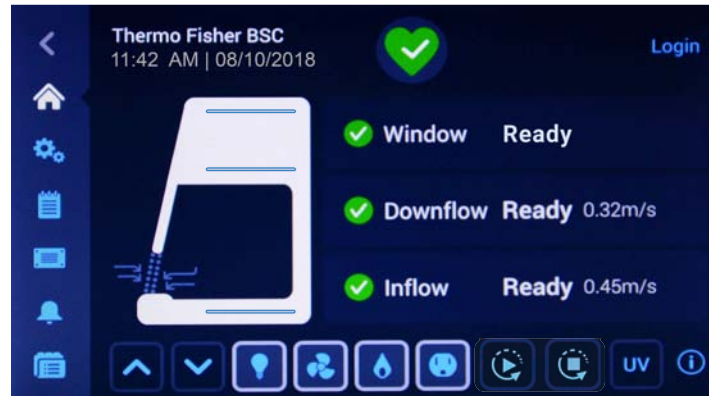 Thermo Fisher BSC
11:42 AM | 08/10/2018
Login
Window Ready
Downflow Ready 0.32m/s
Inflow Ready 0.45m/s
UV